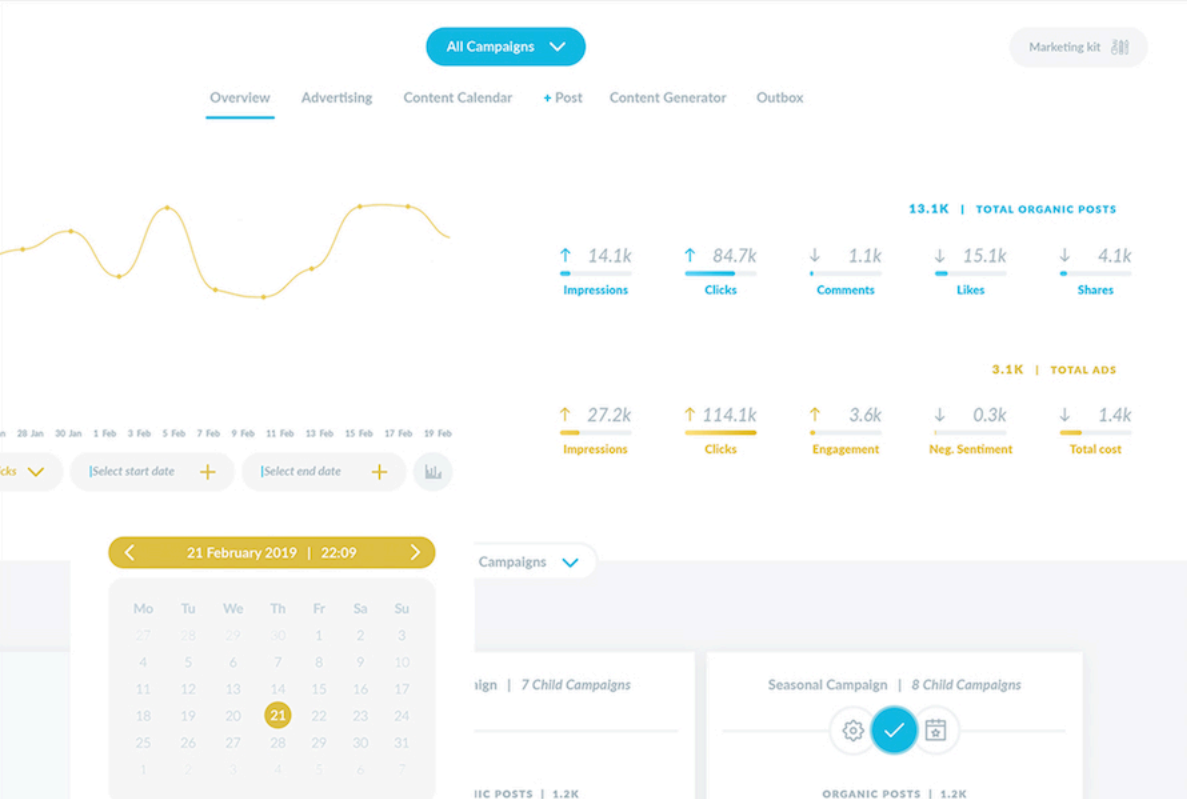 All Campaigns
Marketing kit
Overview Advertising Content Calendar + Post Content Generator Outbox
13.1K | TOTAL ORGANIC POSTS
14.1k 84.7k 1.1k 15.1k 4.1k
Impressions Clicks Comments Likes Shares
3.1K | TOTAL ADS
27.2k 114.1k 3.6k 0.3k 1.4k
Impressions Clicks Engagement Neg. Sentiment Total cost
28 Jan 30 Jan 1 Feb 3 Feb 5 Feb 7 Feb 9 Feb 11 Feb 13 Feb 15 Feb 17 Feb 19 Feb
Select start date + Select end date +
21 February 2019 | 22:09
Campaigns
Mo Tu We Th Fr Sa Su
27 28 29 30 1 2 3
4 5 6 7 8 9 10
11 12 13 14 15 16 17
18 19 20 21 22 23 24
25 26 27 28 29 30 31
1 2 3 4 5 6 7
| 7 Child Campaigns
Seasonal Campaign | 8 Child Campaigns
POSTS | 1.2K
ORGANIC POSTS | 1.2K